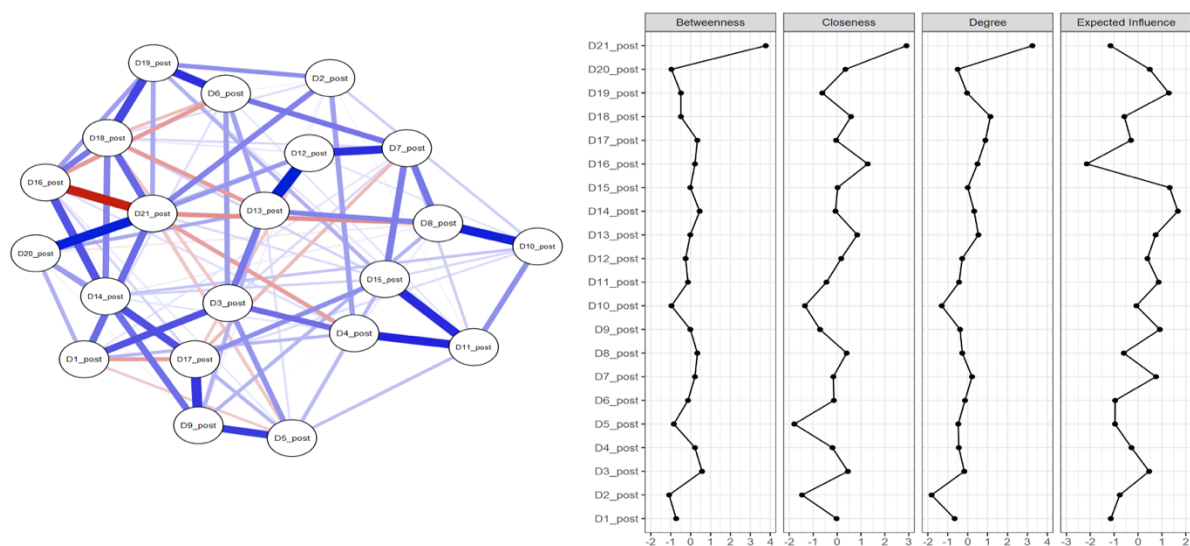 D19_post
D2_post
D6_post
D18_post
D12_post
D7_post
D16_post
D21_post
D13_post
D8_post
D20_post
D10_post
D15_post
D14_post
D3_post
D4_post
D11_post
D1_post
D17_post
D9_post
D5_post
Betweenness Closeness Degree Expected Influence
D21_post
D20_post
D19_post
D18_post
D17_post
D16_post
D15_post
D14_post
D13_post
D12_post
D11_post
D10_post
D9_post
D8_post
D7_post
D6_post
D5_post
D4_post
D3_post
D2_post
D1_post
-2 -1 0 1 2 3 4 -2 -1 0 1 2 3 -2 -1 0 1 2 3 4 -3 -2 -1 0 1 2